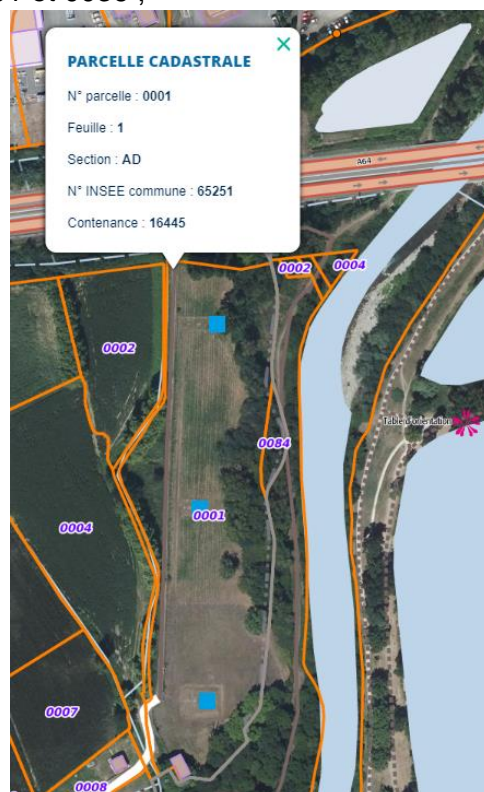 PARCELLE CADASTRALE
N° parcelle : 0001
Feuille : 1
Section : AD
N° INSEE commune : 65251
Contenance : 16445
A64
0002
0004
0002
Table d'orientation
0084
0001
0004
0007
0008